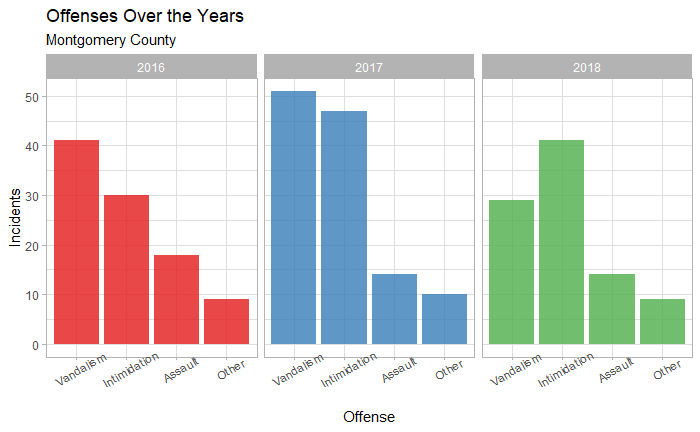 Offenses Over the Years
Montgomery County
2016 2017 2018
50
40
30
20
10
0
Incidents
Vandalism Intimidation Assault Other Vandalism Intimidation Assault Other Vandalism Intimidation Assault Other
Offense